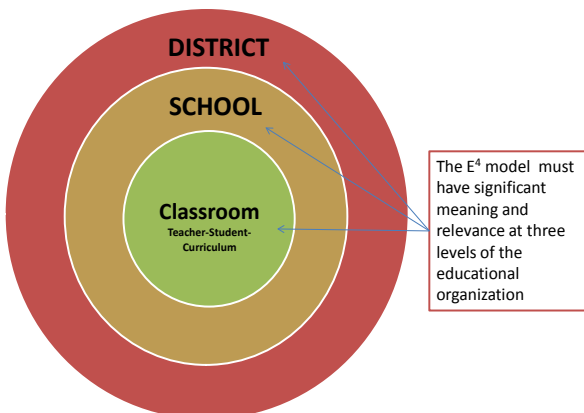 DISTRICT
SCHOOL
Classroom
Teacher-Student-
Curriculum
The E⁴ model must
have significant
meaning and
relevance at three
levels of the
educational
organization